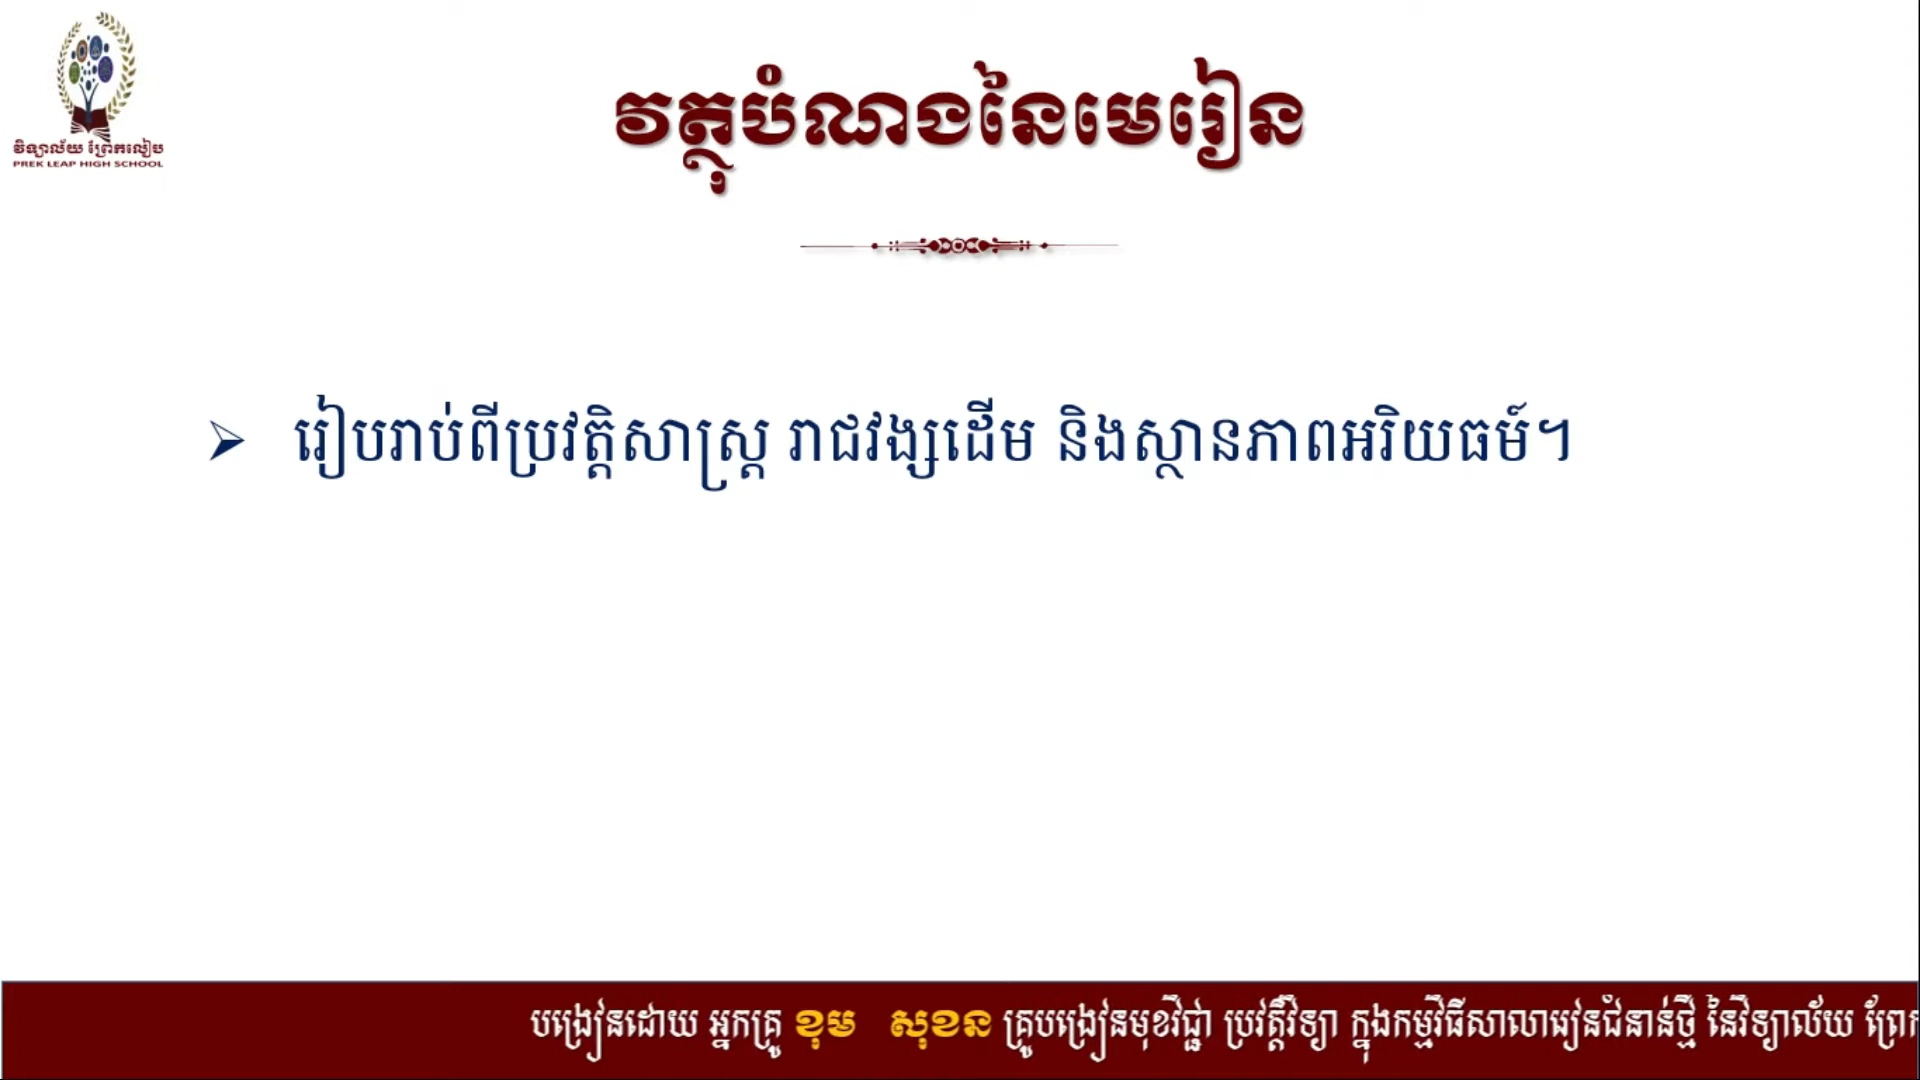 វិទ្យាល័យ ព្រែកលៀប
PREK LEAP HIGH SCHOOL
វត្ថុបំណងនៃមេរៀន
➢ រៀបរាប់ពីប្រវត្តិសាស្ត្រ រាជវង្សដើម និងស្ថានភាពអរិយធម៍។
បង្រៀនដោយ អ្នកគ្រូ ខុម សុខន គ្រូបង្រៀនមុខវិជ្ជា ប្រវត្តិវិទ្យា ក្នុងកម្មវិធីសាលារៀនជំនាន់ថ្មី នៃវិទ្យាល័យ ព្រែក